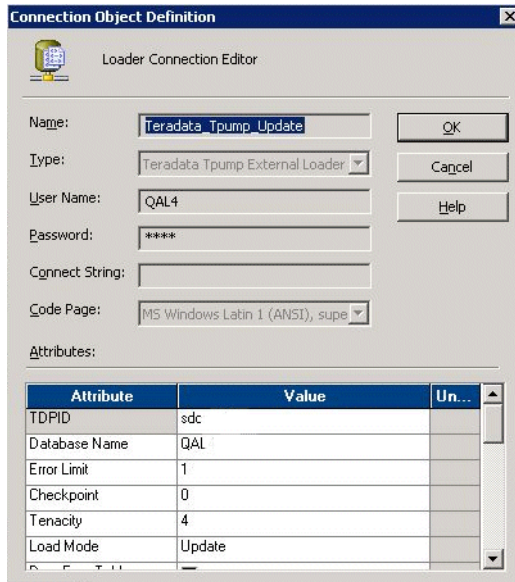 Connection Object Definition
Loader Connection Editor
Name: Teradata_Tpump_Update
OK
Type: Teradata Tpump External Loader
Cancel
User Name: QAL4
Help
Password: ****
Connect String:
Code Page: MS Windows Latin 1 (ANSI), supe
Attributes:
Attribute Value Un...
TDPID sdc
Database Name QAL
Error Limit 1
Checkpoint 0
Tenacity 4
Load Mode Update